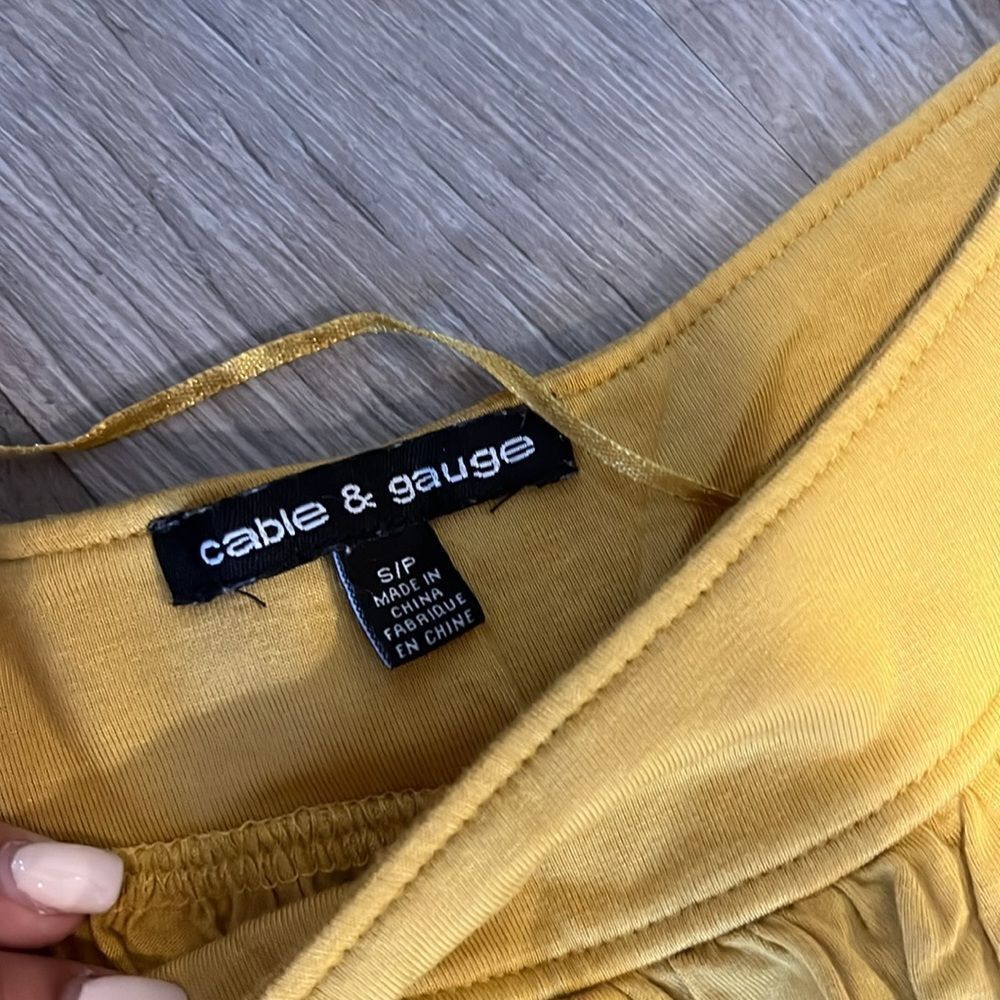 cable & gauge
S/P
MADE IN
CHINA
FABRIQUE
EN CHINE